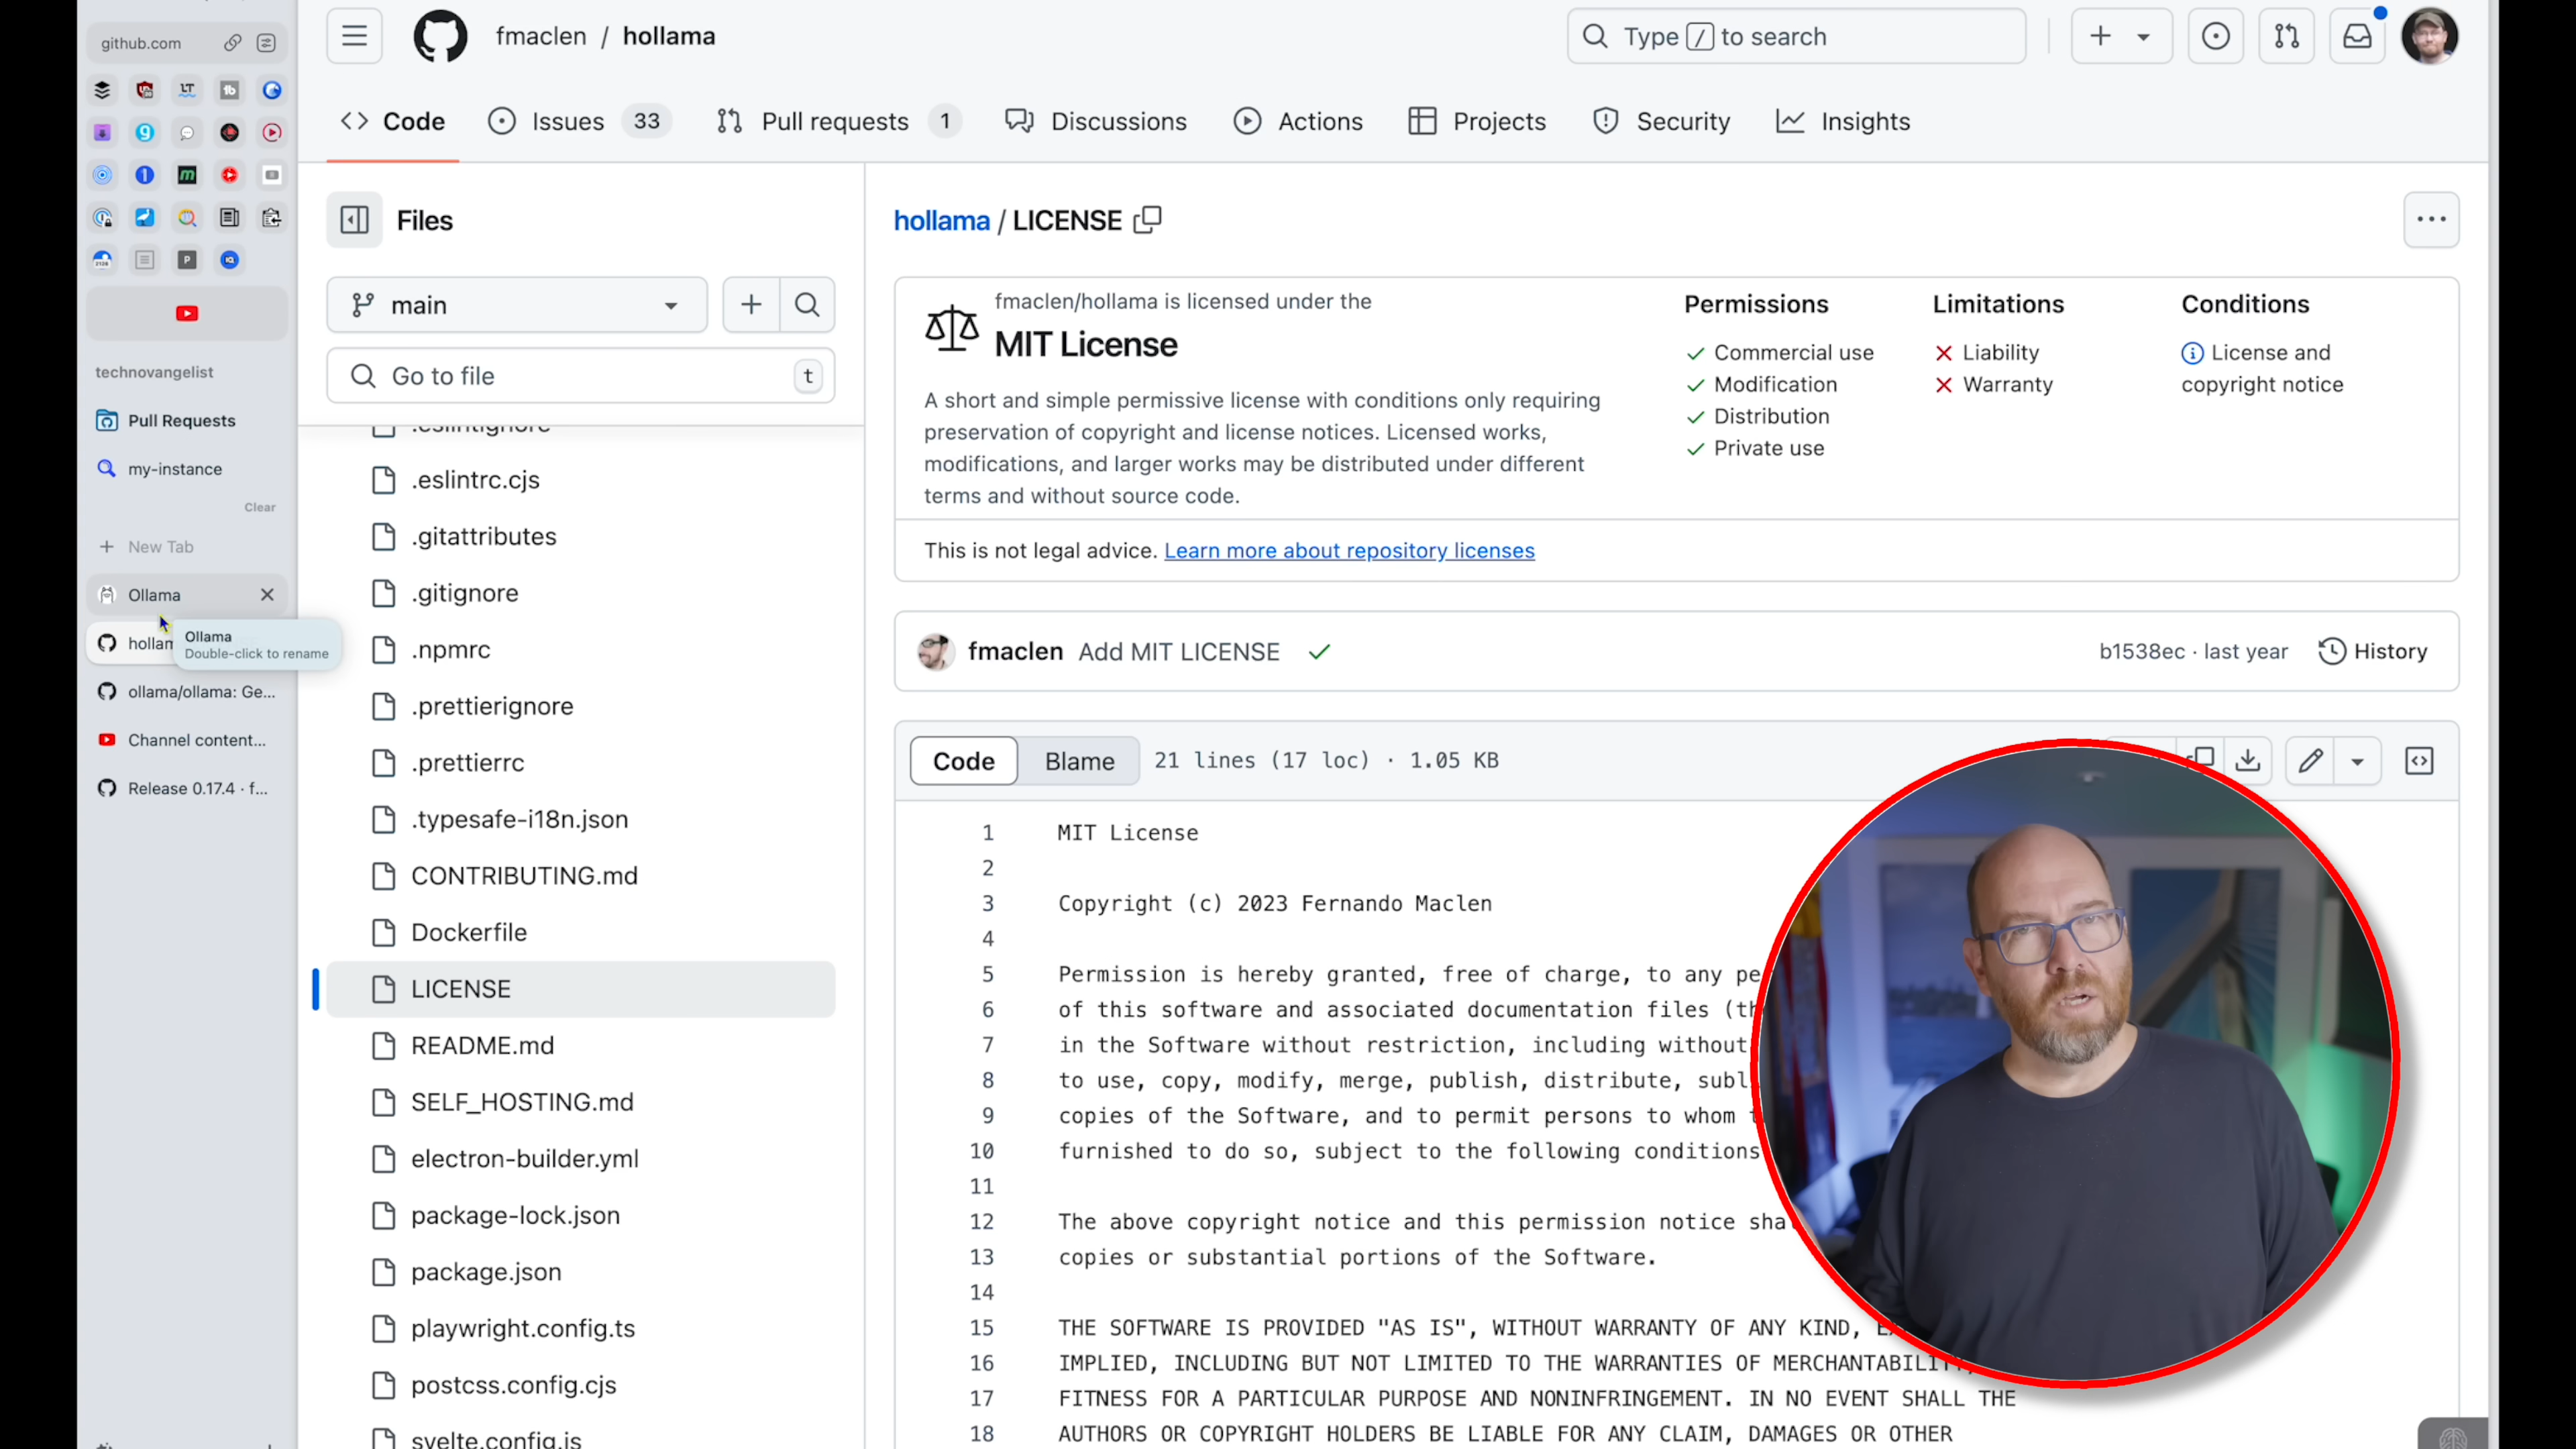 github.com
technovangelist
Pull Requests
my-instance
Clear
New Tab
Ollama
hollam
Ollama
Double-click to rename
ollama/ollama: Ge...
Channel content...
Release 0.17.4 · f...
fmaclen / hollama
Type / to search
Code
Issues 33
Pull requests 1
Discussions
Actions
Projects
Security
Insights
Files
main
Go to file
t
.eslintignore
.eslintrc.cjs
.gitattributes
.gitignore
.npmrc
.prettierignore
.prettierrc
.typesafe-i18n.json
CONTRIBUTING.md
Dockerfile
LICENSE
README.md
SELF_HOSTING.md
electron-builder.yml
package-lock.json
package.json
playwright.config.ts
postcss.config.cjs
svelte.config.js
hollama / LICENSE
fmaclen/hollama is licensed under the
MIT License
A short and simple permissive license with conditions only requiring
preservation of copyright and license notices. Licensed works,
modifications, and larger works may be distributed under different
terms and without source code.
Permissions
Commercial use
Modification
Distribution
Private use
Limitations
Liability
Warranty
Conditions
License and
copyright notice
This is not legal advice. Learn more about repository licenses
fmaclen Add MIT LICENSE
b1538ec · last year
History
Code Blame 21 lines (17 loc) · 1.05 KB
1 MIT License
2
3 Copyright (c) 2023 Fernando Maclen
4
5 Permission is hereby granted, free of charge, to any pe
6 of this software and associated documentation files (th
7 in the Software without restriction, including without
8 to use, copy, modify, merge, publish, distribute, subl
9 copies of the Software, and to permit persons to whom t
10 furnished to do so, subject to the following conditions
11
12 The above copyright notice and this permission notice sha
13 copies or substantial portions of the Software.
14
15 THE SOFTWARE IS PROVIDED "AS IS", WITHOUT WARRANTY OF ANY KIND, E
16 IMPLIED, INCLUDING BUT NOT LIMITED TO THE WARRANTIES OF MERCHANTABILITY,
17 FITNESS FOR A PARTICULAR PURPOSE AND NONINFRINGEMENT. IN NO EVENT SHALL THE
18 AUTHORS OR COPYRIGHT HOLDERS BE LIABLE FOR ANY CLAIM, DAMAGES OR OTHER